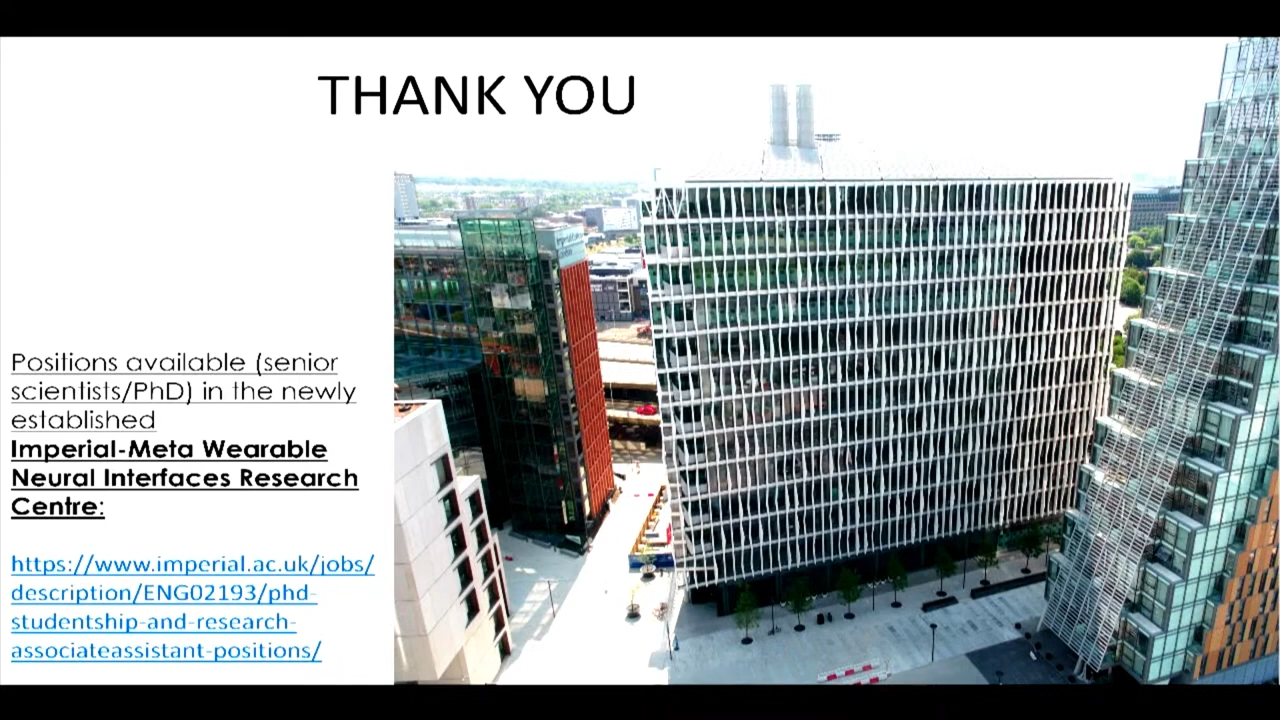 THANK YOU
Positions available (senior
scientists/PhD) in the newly
established
Imperial-Meta Wearable
Neural Interfaces Research
Centre:
https://www.imperial.ac.uk/jobs/
description/ENG02193/phd-
studentship-and-research-
associateassistant-positions/